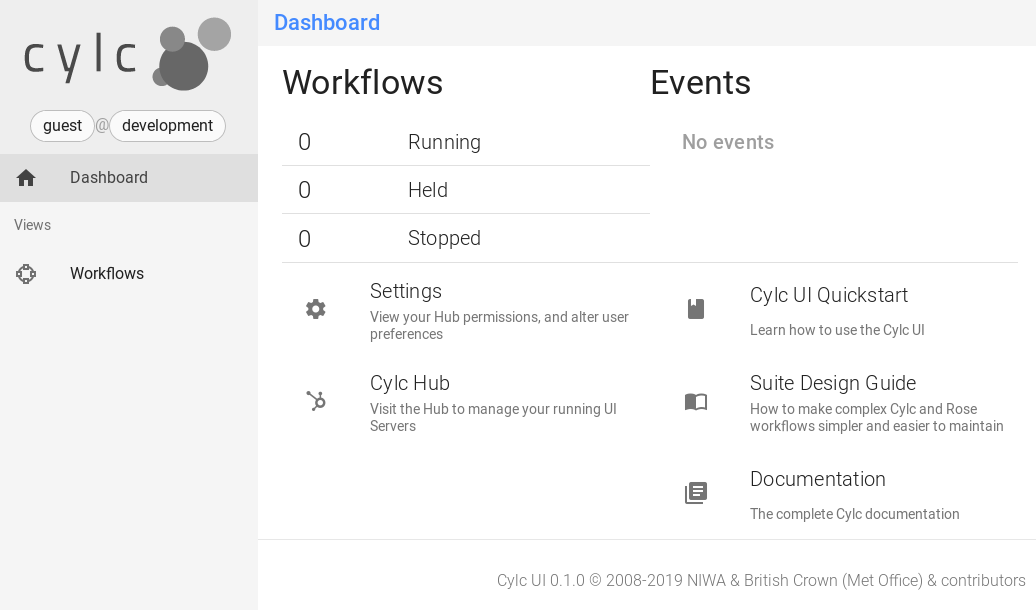 cylc
guest@development
Dashboard
Views
Workflows
Dashboard
Workflows
0 Running
0 Held
0 Stopped
Events
No events
Settings
View your Hub permissions, and alter user
preferences
Cylc Hub
Visit the Hub to manage your running UI
Servers
Cylc UI Quickstart
Learn how to use the Cylc UI
Suite Design Guide
How to make complex Cylc and Rose
workflows simpler and easier to maintain
Documentation
The complete Cylc documentation
Cylc UI 0.1.0 © 2008-2019 NIWA & British Crown (Met Office) & contributors